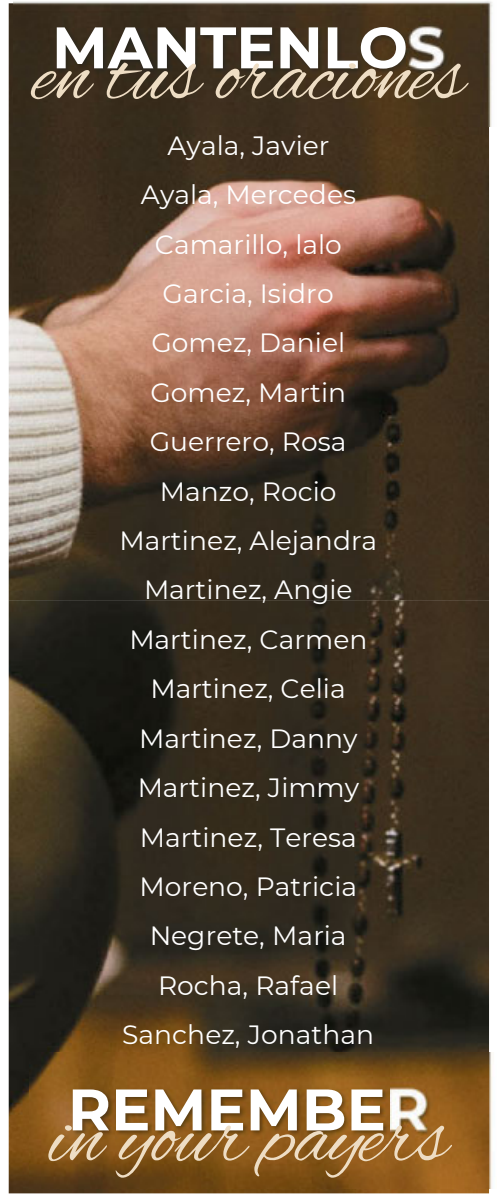 MANTENLOS
en tus oraciones
Ayala, Javier
Ayala, Mercedes
Camarillo, lalo
Garcia, Isidro
Gomez, Daniel
Gomez, Martin
Guerrero, Rosa
Manzo, Rocio
Martinez, Alejandra
Martinez, Angie
Martinez, Carmen
Martinez, Celia
Martinez, Danny
Martinez, Jimmy
Martinez, Teresa
Moreno, Patricia
Negrete, Maria
Rocha, Rafael
Sanchez, Jonathan
REMEMBER
in your payers